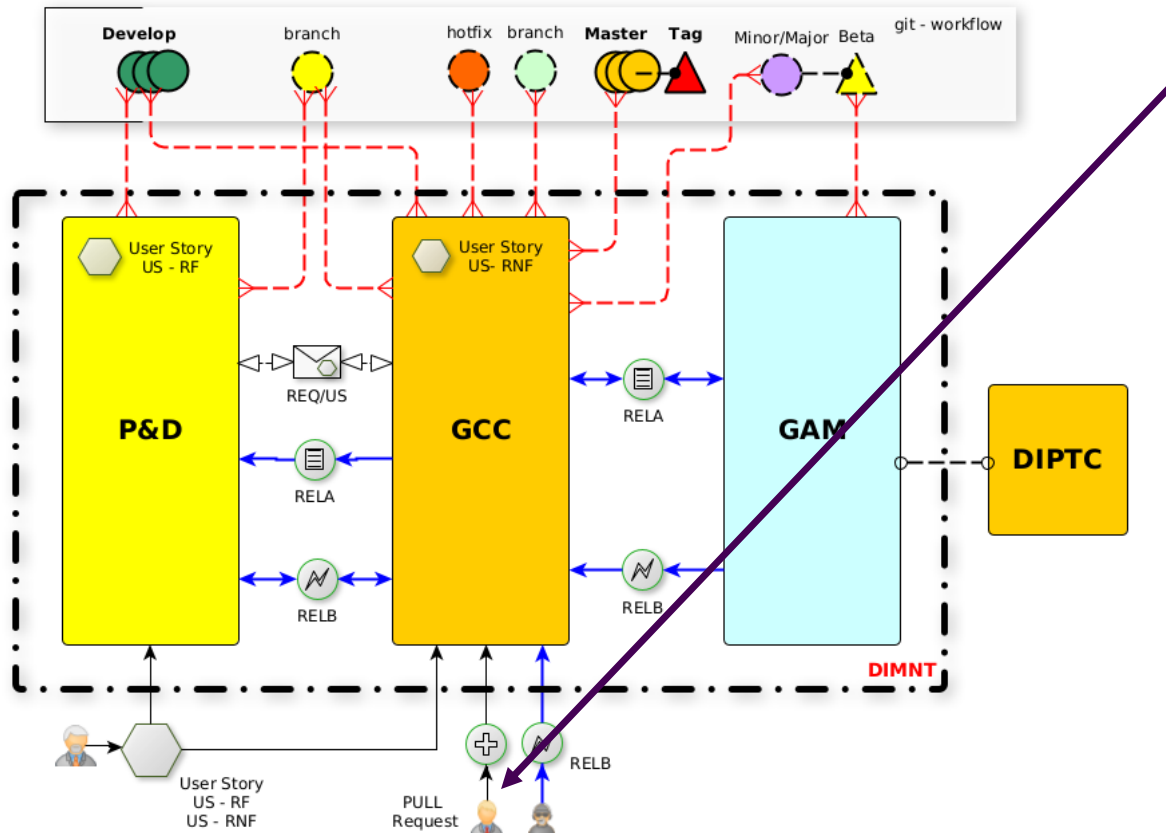 git - workflow
Develop
branch
hotfix
branch
Master
Tag
Minor/Major
Beta
User Story
US - RF
User Story
US- RNF
REQ/US
RELA
P&D
GCC
GAM
DIPTC
RELA
RELB
RELB
DIMNT
User Story
US - RF
US - RNF
PULL
Request
RELB